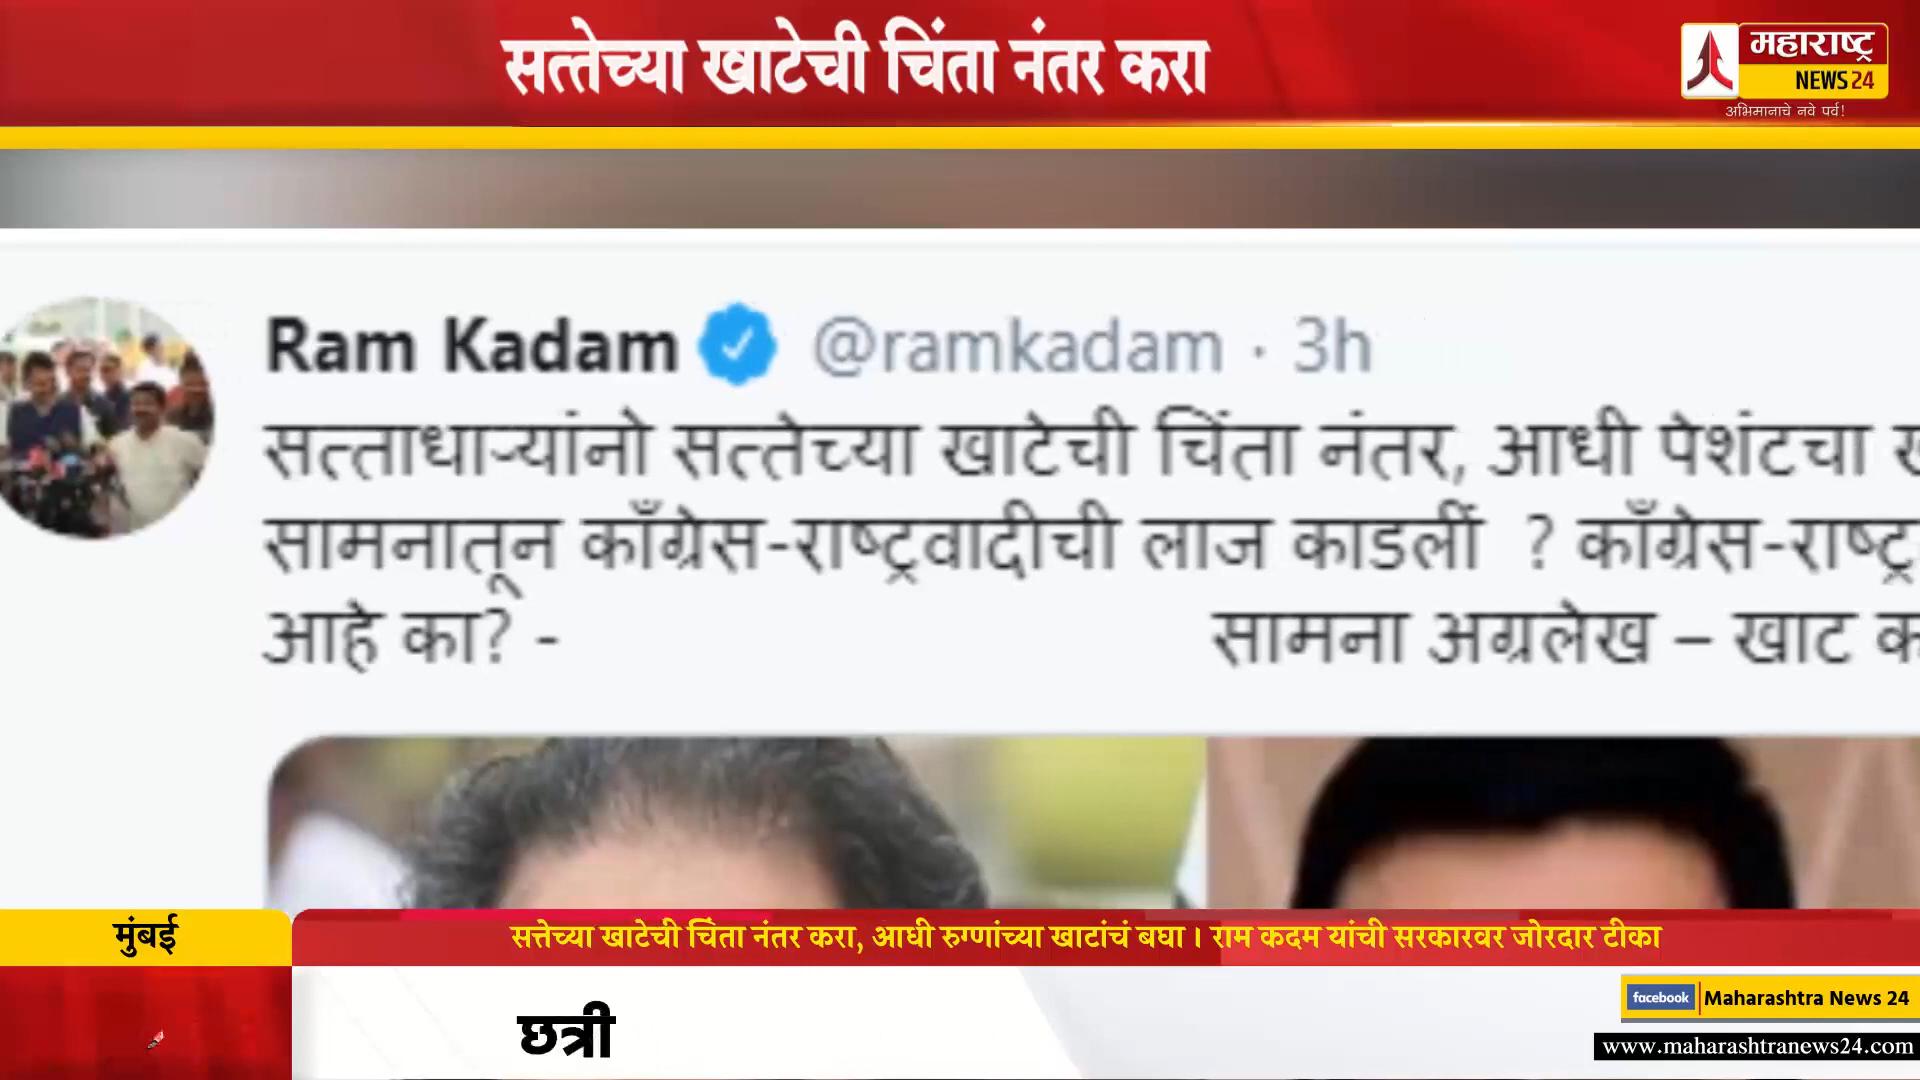 सत्तेच्या खाटेची चिंता नंतर करा
महाराष्ट्र
NEWS 24
अभिमानाचे नवे पर्व!
Ram Kadam @ramkadam · 3h
सत्ताधाऱ्यांनो सत्तेच्या खाटेची चिंता नंतर, आधी पेशंटचा
सामनातून काँग्रेस-राष्ट्रवादीची लाज काडली ? काँग्रेस-राष्ट्र
आहे का? - सामना अग्रलेख – खाट
मुंबई
सत्तेच्या खाटेची चिंता नंतर करा, आधी रुग्णांच्या खाटांचं बघा । राम कदम यांची सरकारवर जोरदार टीका
छत्री
facebook Maharashtra News 24
www.maharashtranews24.com